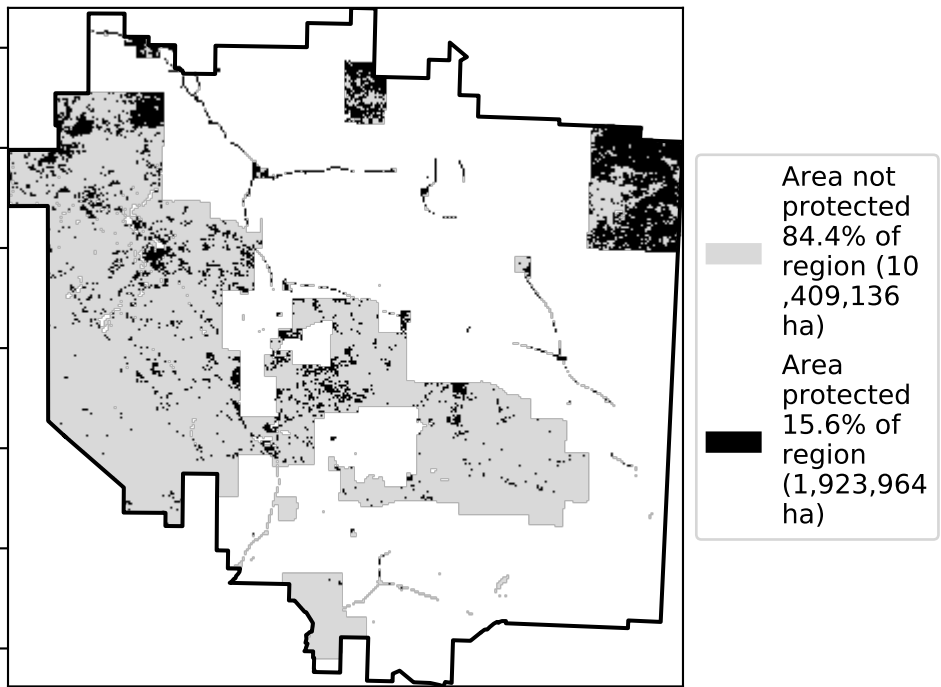 Area not
protected
84.4% of
region (10
,409,136
ha)
Area
protected
15.6% of
region
(1,923,964
ha)